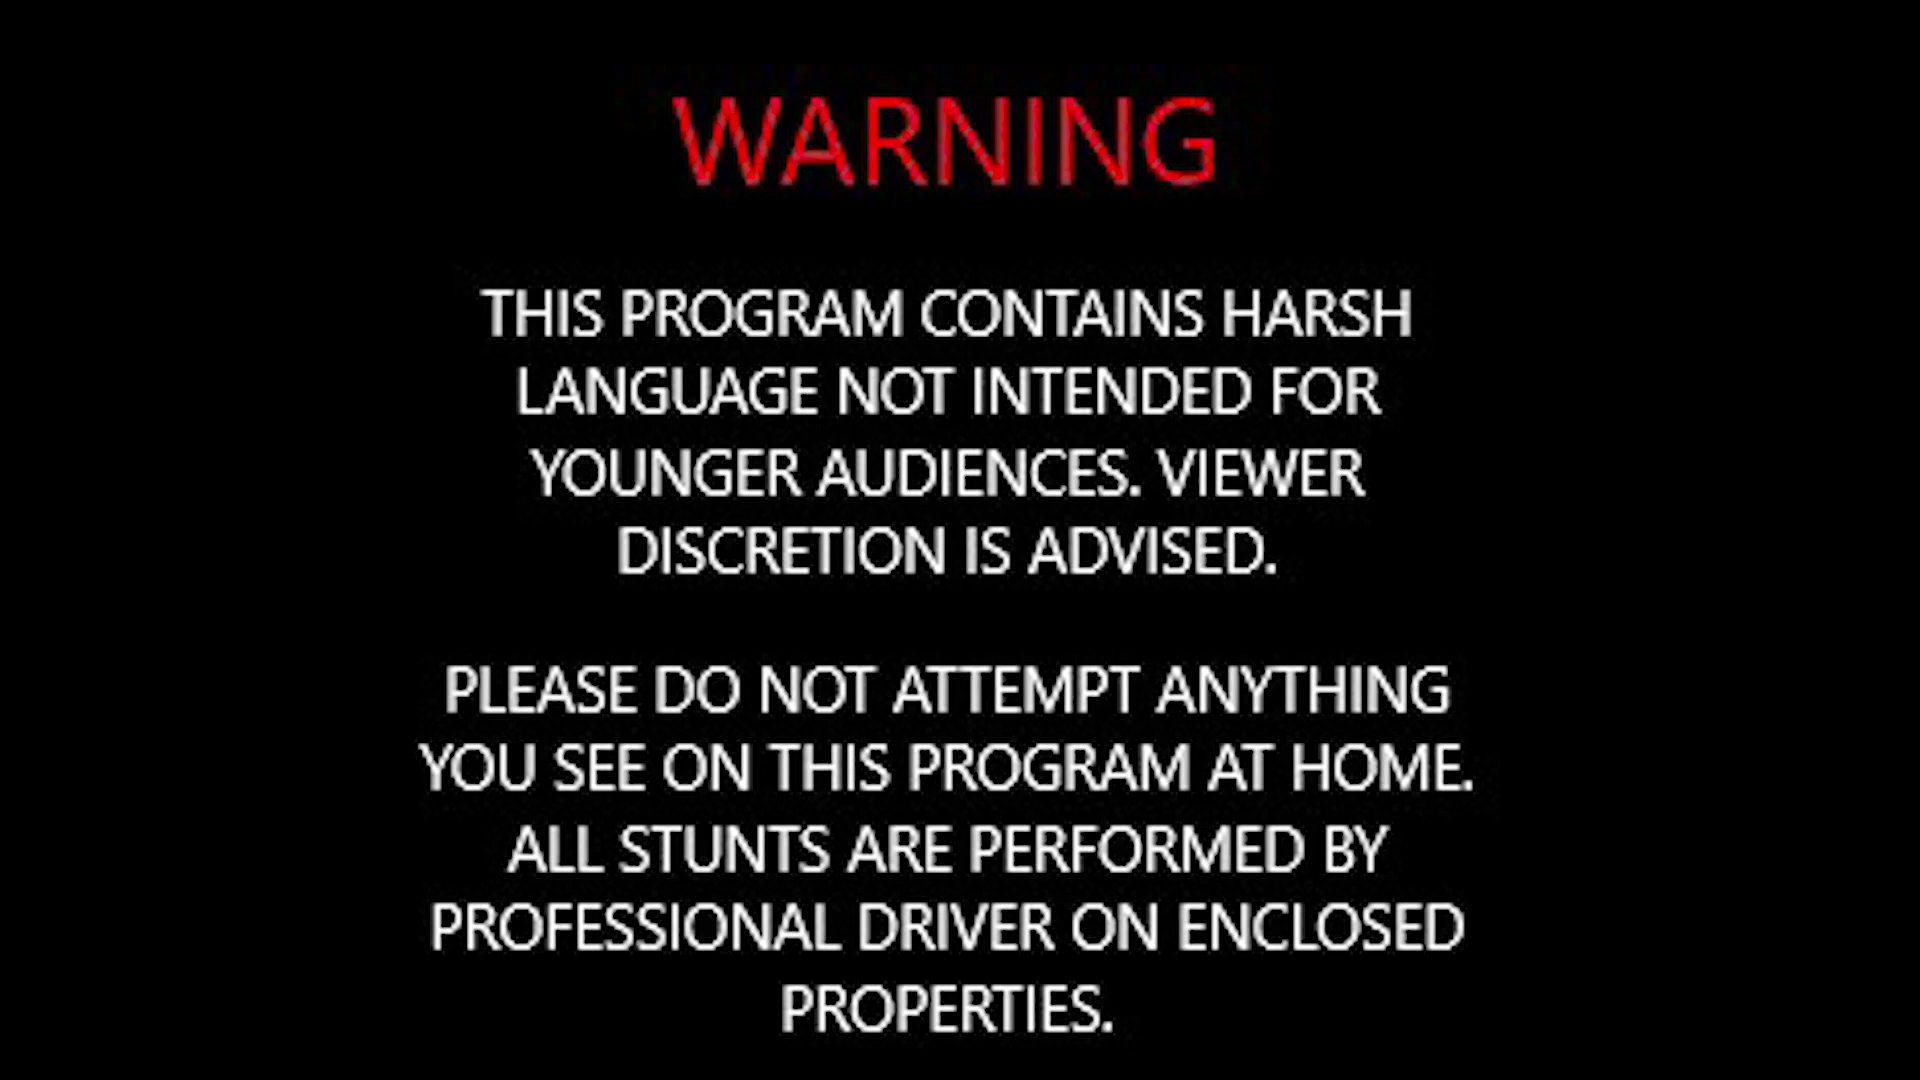 WARNING
THIS PROGRAM CONTAINS HARSH
LANGUAGE NOT INTENDED FOR
YOUNGER AUDIENCES. VIEWER
DISCRETION IS ADVISED.
PLEASE DO NOT ATTEMPT ANYTHING
YOU SEE ON THIS PROGRAM AT HOME.
ALL STUNTS ARE PERFORMED BY
PROFESSIONAL DRIVER ON ENCLOSED
PROPERTIES.